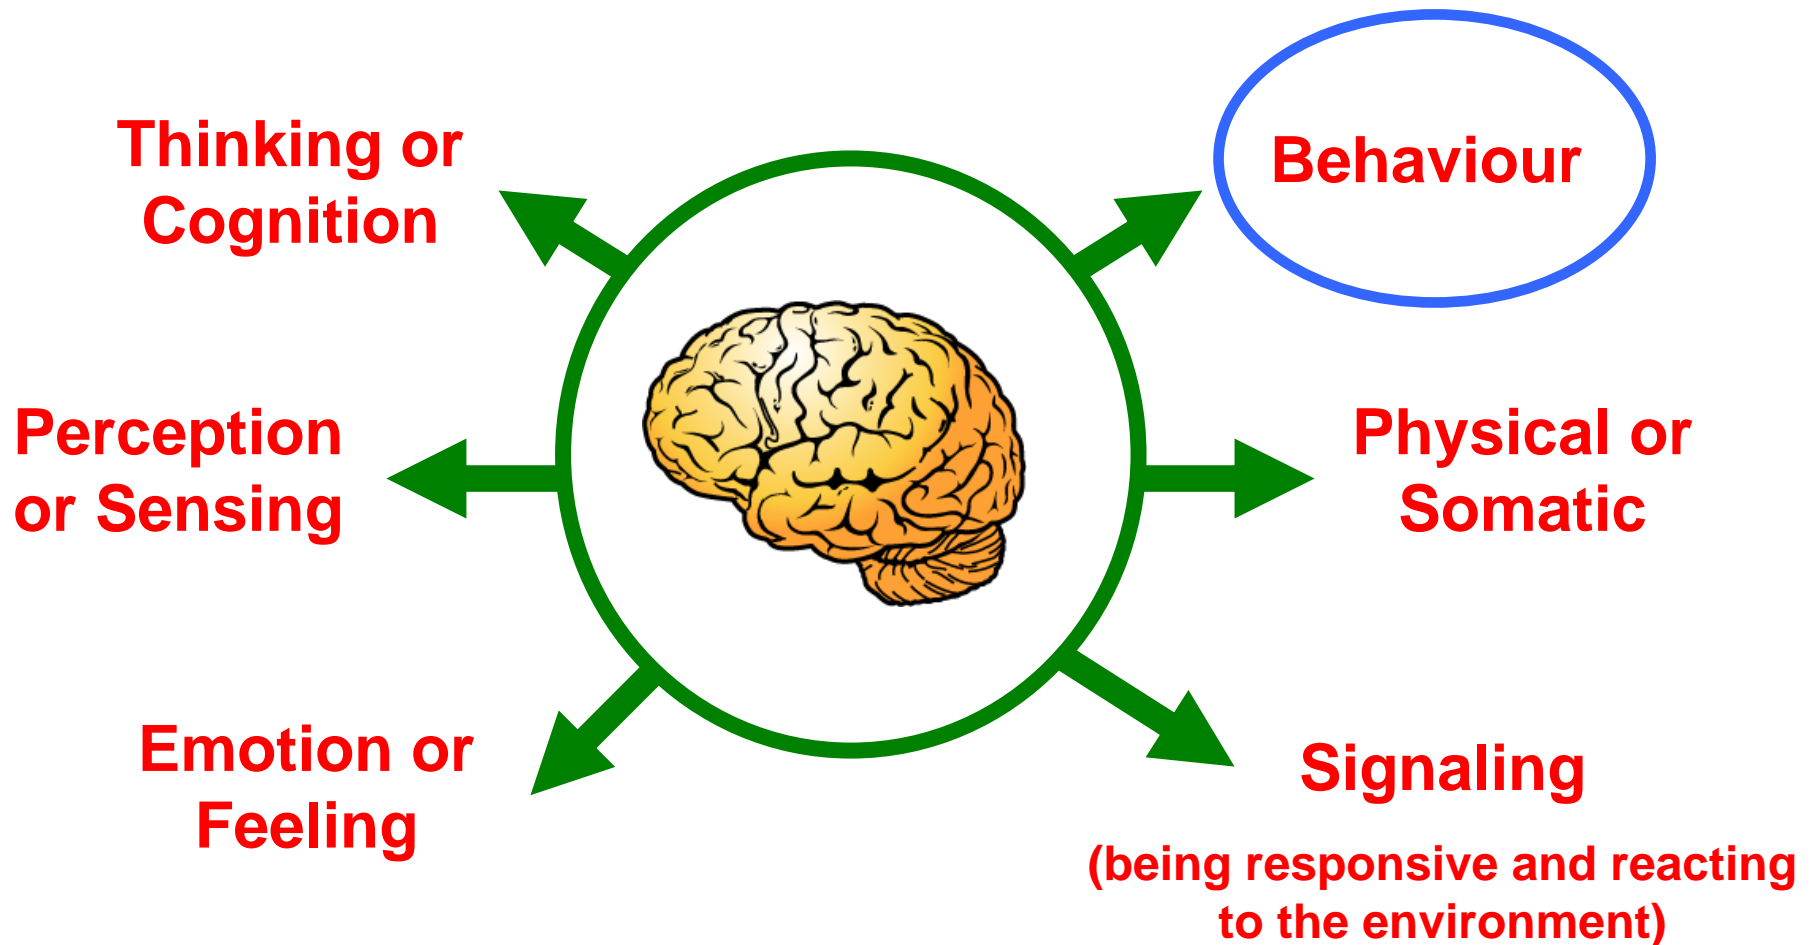 Thinking or
Cognition
Behaviour
Perception
or Sensing
Physical or
Somatic
Emotion or
Feeling
Signaling
(being responsive and reacting
to the environment)